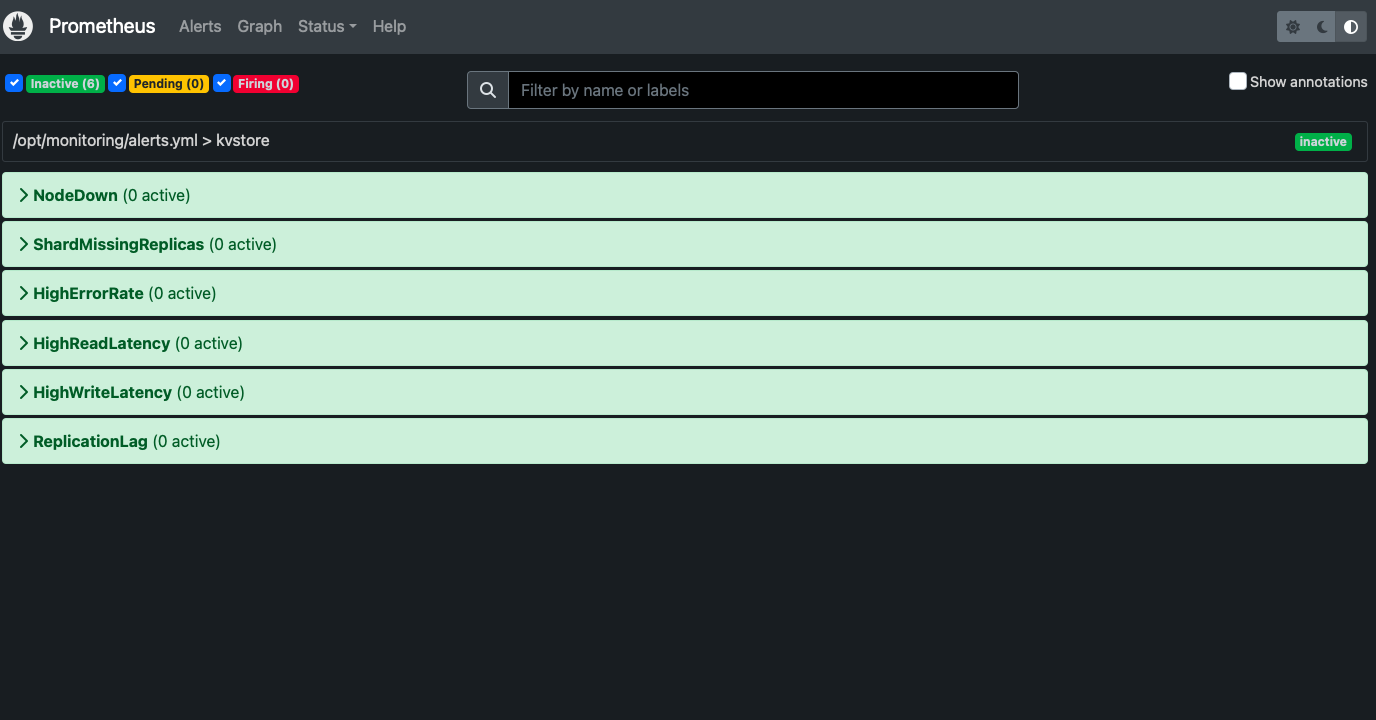 Prometheus Alerts Graph Status Help
Inactive (6) Pending (0) Firing (0) Filter by name or labels Show annotations
/opt/monitoring/alerts.yml > kvstore inactive
NodeDown (0 active)
ShardMissingReplicas (0 active)
HighErrorRate (0 active)
HighReadLatency (0 active)
HighWriteLatency (0 active)
ReplicationLag (0 active)